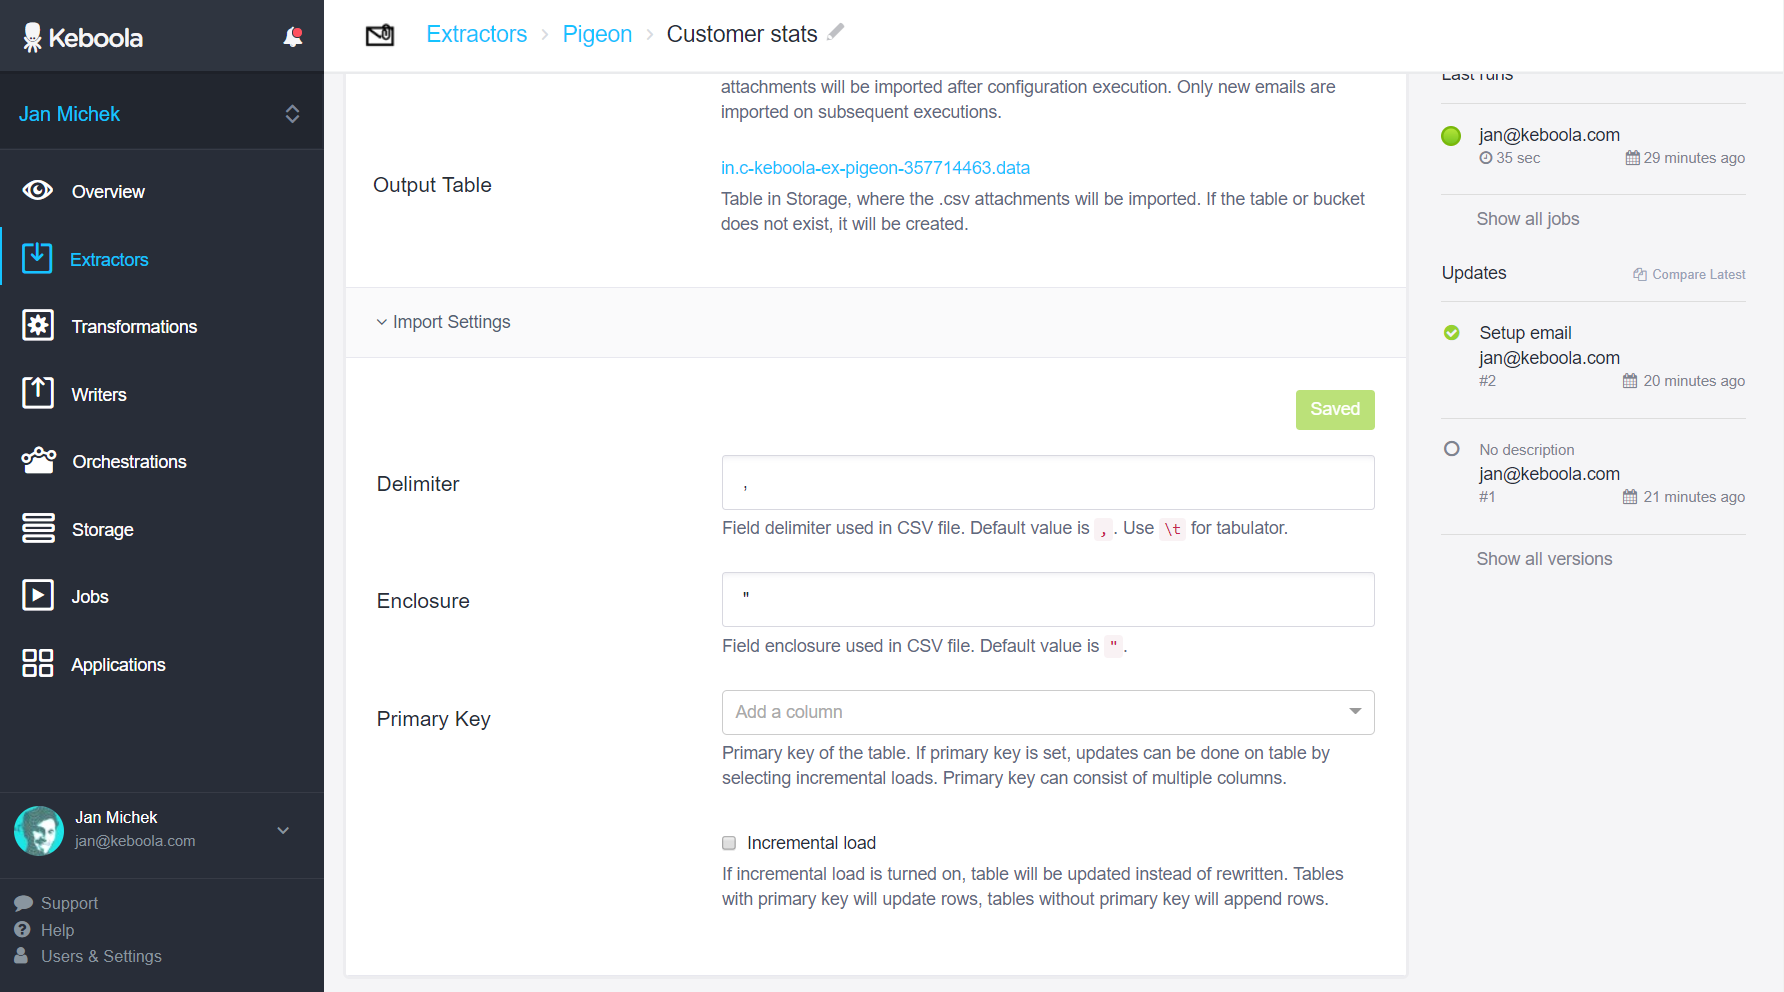 Keboola
Jan Michek
Overview
Extractors
Transformations
Writers
Orchestrations
Storage
Jobs
Applications
Jan Michek
jan@keboola.com
Support
Help
Users & Settings
Extractors > Pigeon > Customer stats
attachments will be imported after configuration execution. Only new emails are
imported on subsequent executions.
Output Table
in.c-keboola-ex-pigeon-357714463.data
Table in Storage, where the .csv attachments will be imported. If the table or bucket
does not exist, it will be created.
Import Settings
Saved
Delimiter
,
Field delimiter used in CSV file. Default value is , . Use \t for tabulator.
Enclosure
"
Field enclosure used in CSV file. Default value is " .
Primary Key
Add a column
Primary key of the table. If primary key is set, updates can be done on table by
selecting incremental loads. Primary key can consist of multiple columns.
Incremental load
If incremental load is turned on, table will be updated instead of rewritten. Tables
with primary key will update rows, tables without primary key will append rows.
Last runs
jan@keboola.com
35 sec 29 minutes ago
Show all jobs
Updates Compare Latest
Setup email
jan@keboola.com
#2 20 minutes ago
No description
jan@keboola.com
#1 21 minutes ago
Show all versions